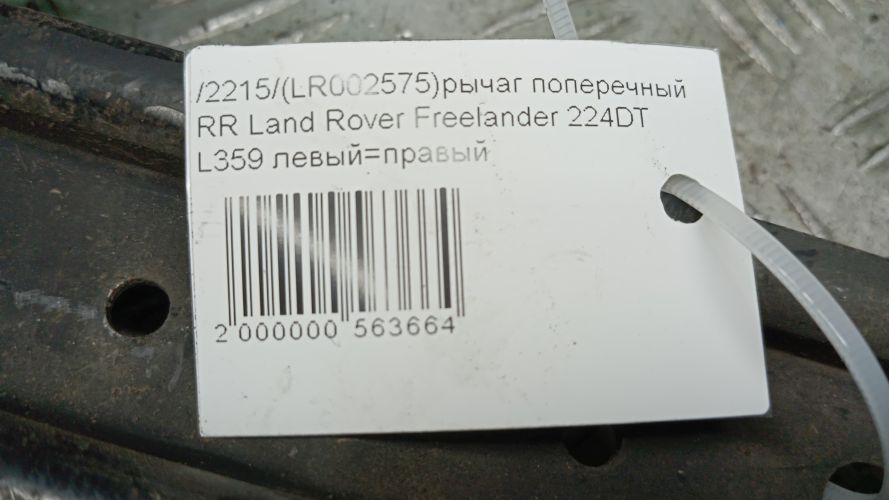 /2215/(LR002575)рычаг поперечный
RR Land Rover Freelander 224DT
L359 левый=правый
2 000000 563664